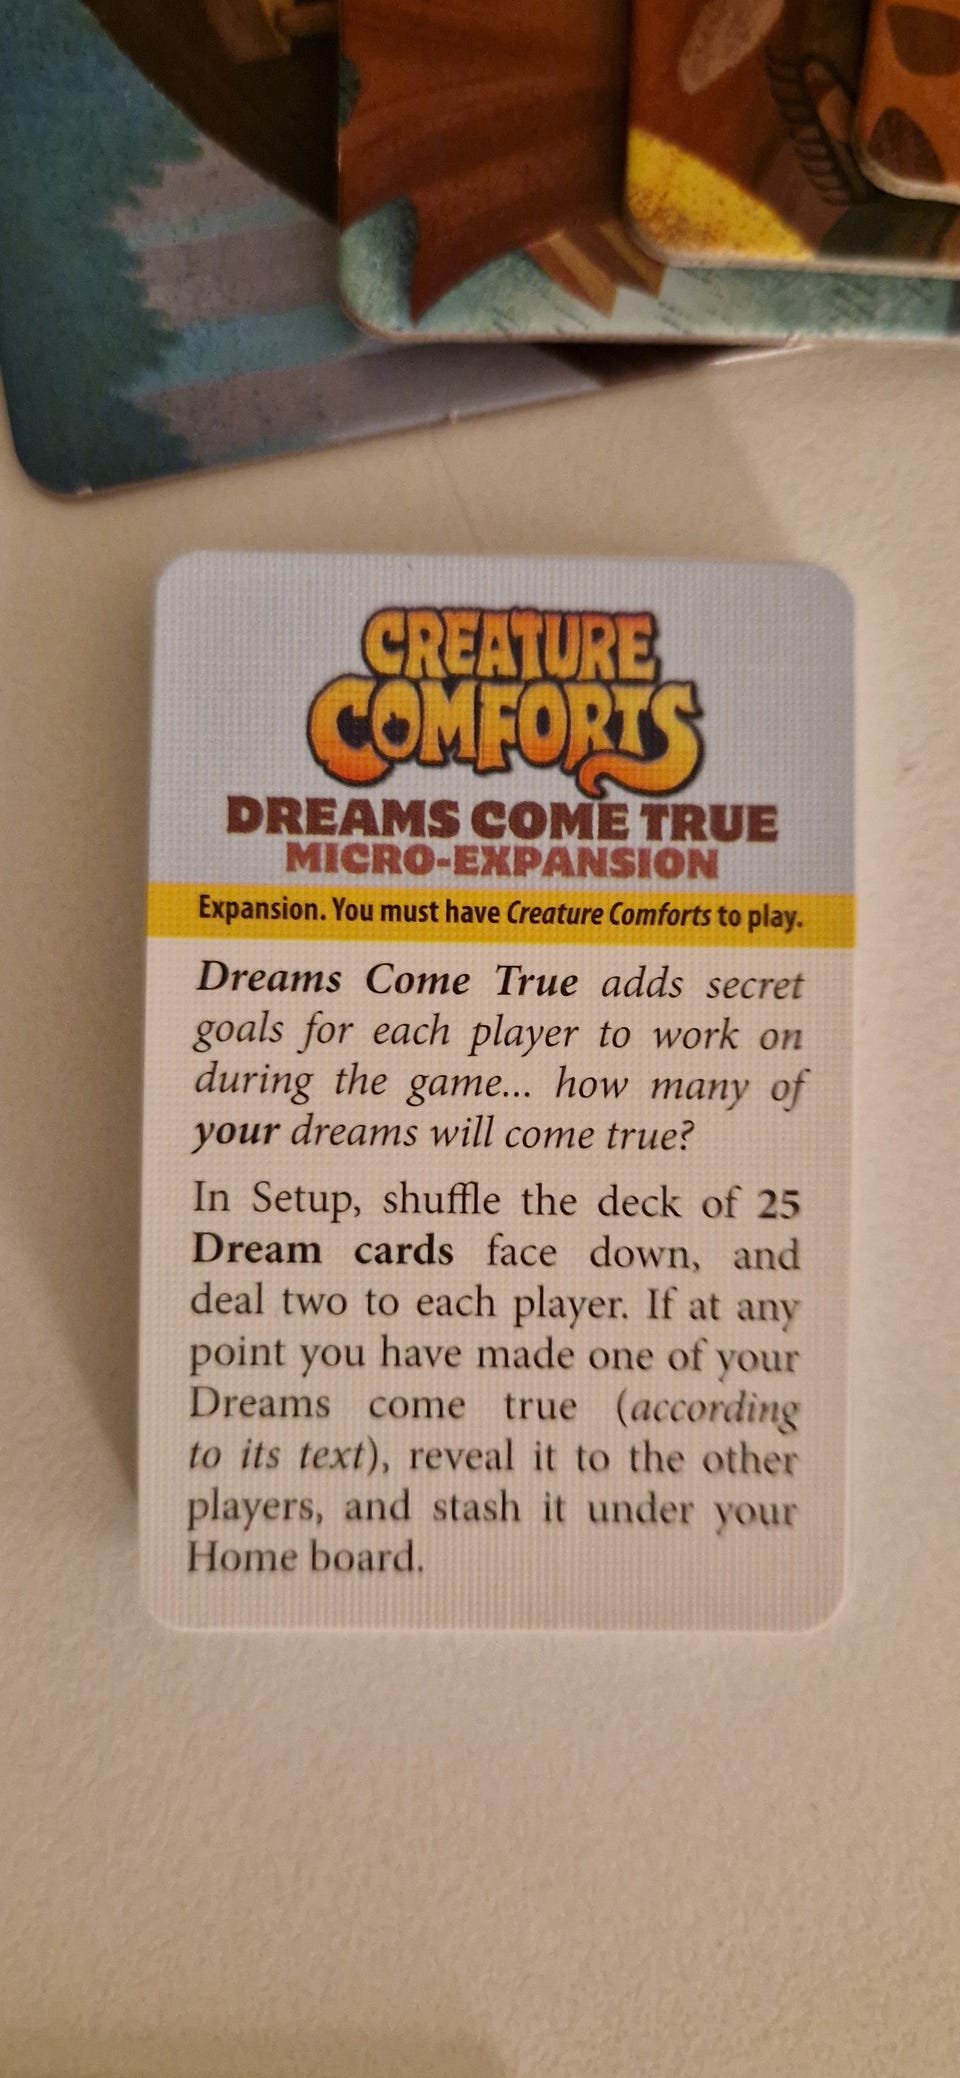 CREATURE
COMFORTS
DREAMS COME TRUE
MICRO-EXPANSION
Expansion. You must have Creature Comforts to play.
Dreams Come True adds secret
goals for each player to work on
during the game... how many of
your dreams will come true?
In Setup, shuffle the deck of 25
Dream cards face down, and
deal two to each player. If at any
point you have made one of your
Dreams come true (according
to its text), reveal it to the other
players, and stash it under your
Home board.